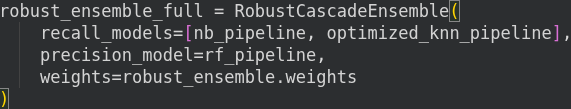 robust_ensemble_full = RobustCascadeEnsemble(
    recall_models=[nb_pipeline, optimized_knn_pipeline],
    precision_model=rf_pipeline,
    weights=robust_ensemble.weights
)